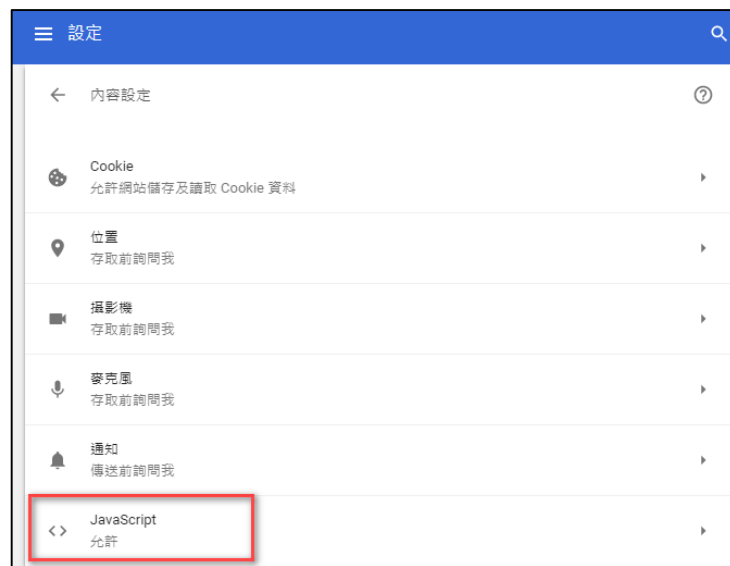 設定
內容設定
Cookie
允許網站儲存及讀取 Cookie 資料
位置
存取前詢問我
攝影機
存取前詢問我
麥克風
存取前詢問我
通知
傳送前詢問我
JavaScript
允許